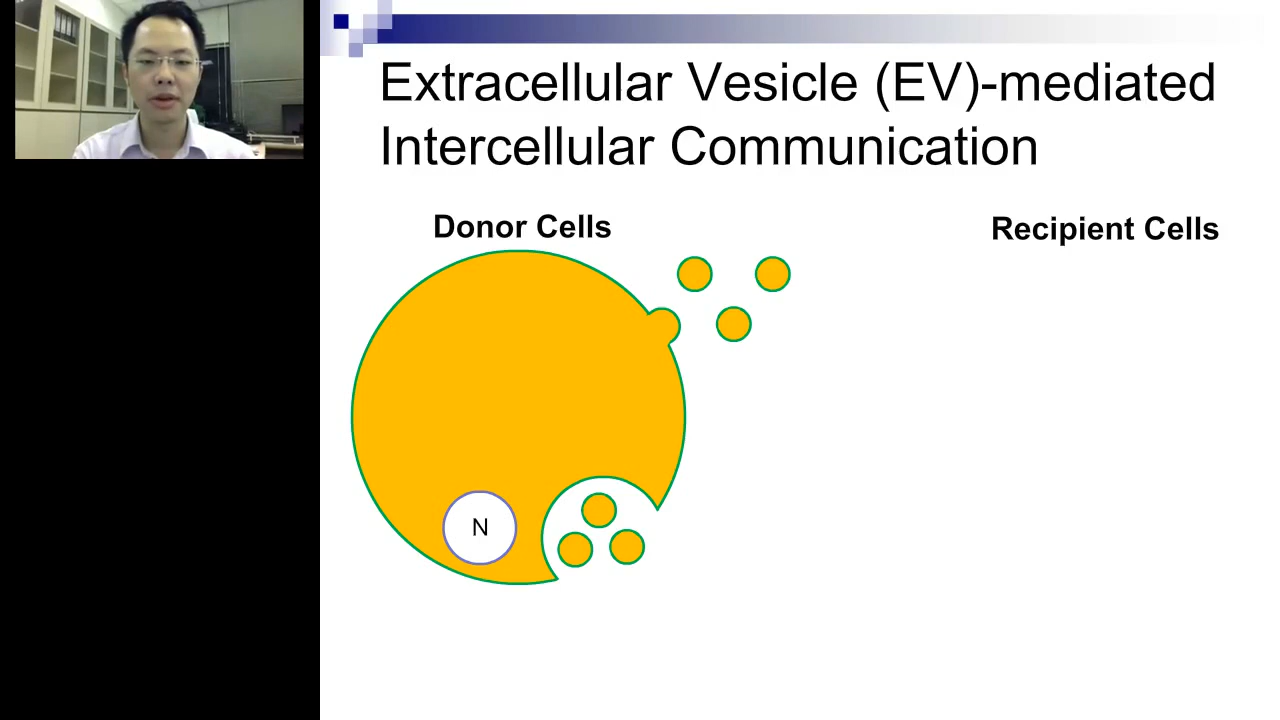 Extracellular Vesicle (EV)-mediated
Intercellular Communication
Donor Cells
Recipient Cells
N